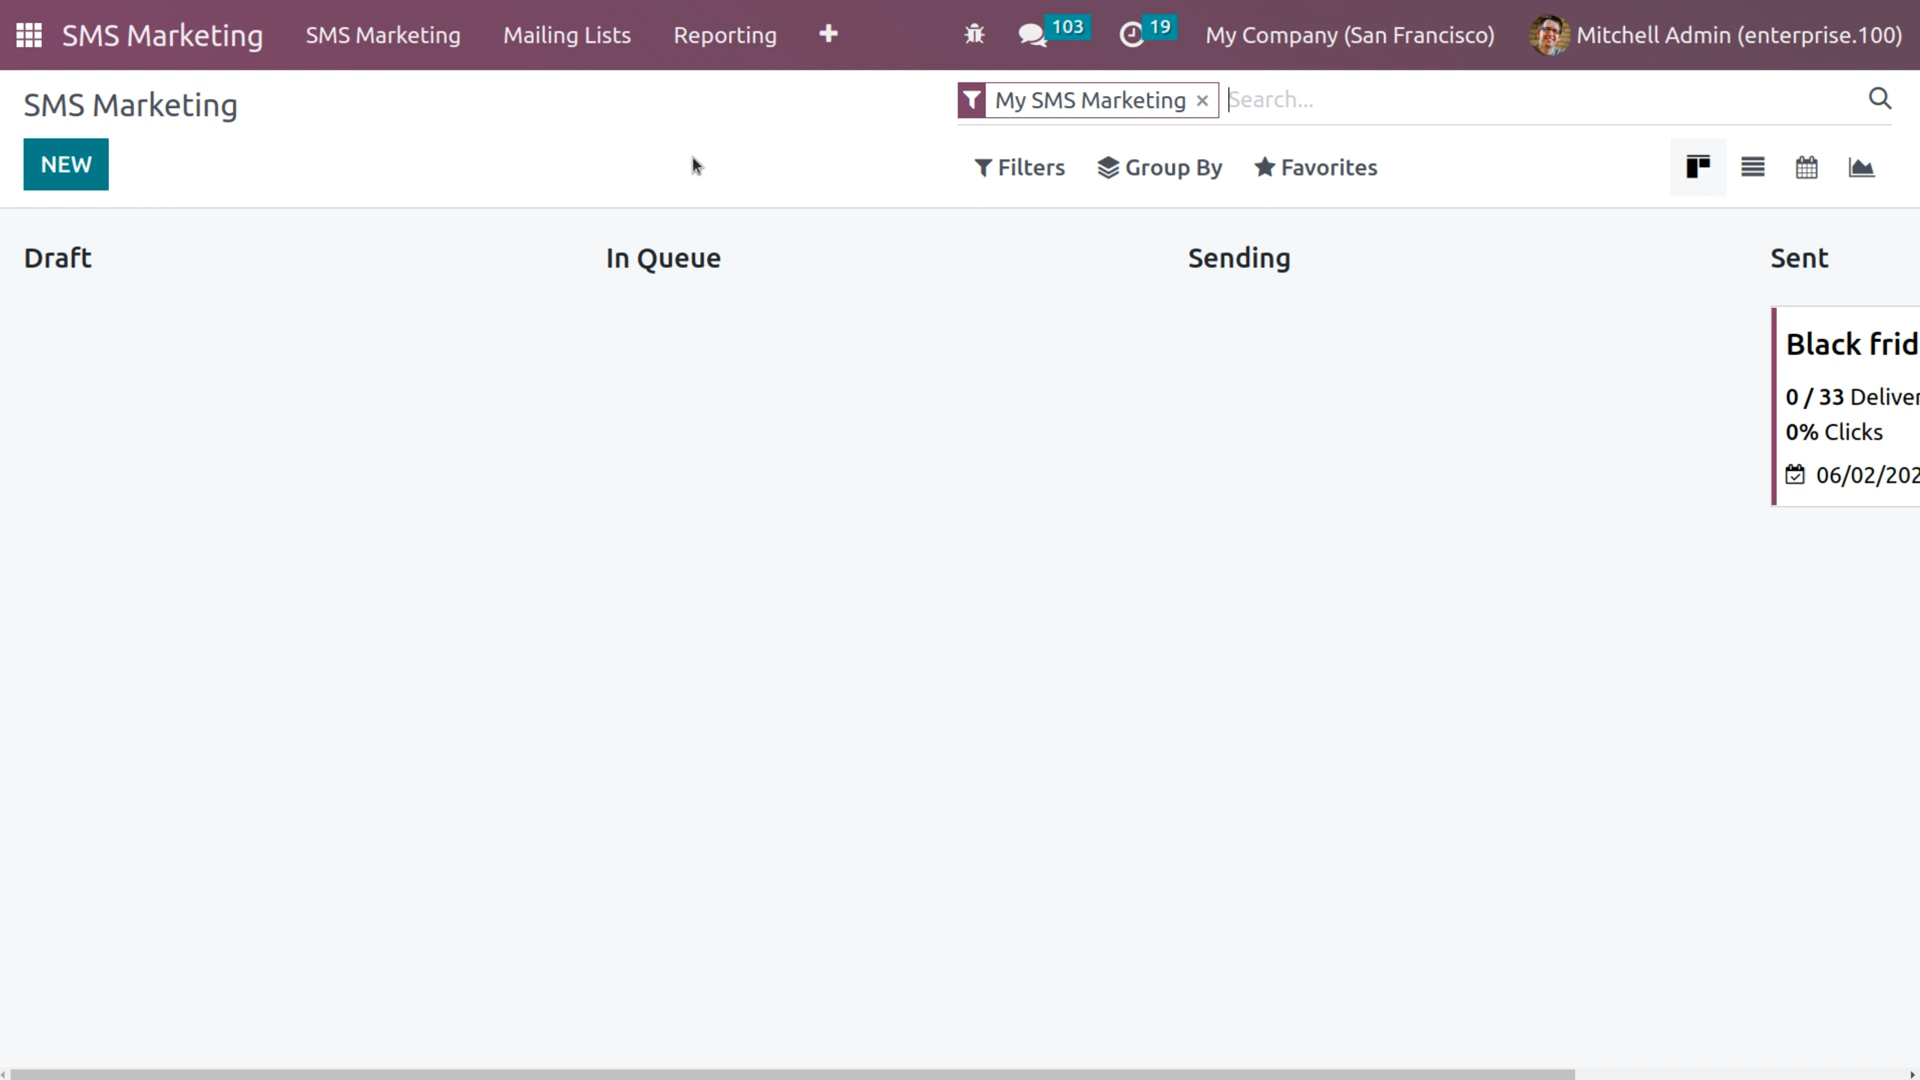 SMS Marketing SMS Marketing Mailing Lists Reporting 103 19 My Company (San Francisco) Mitchell Admin (enterprise.100)
SMS Marketing
My SMS Marketing × Search...
NEW
Filters Group By Favorites
Draft In Queue Sending Sent
Black frid
0 / 33 Deliver
0% Clicks
06/02/202